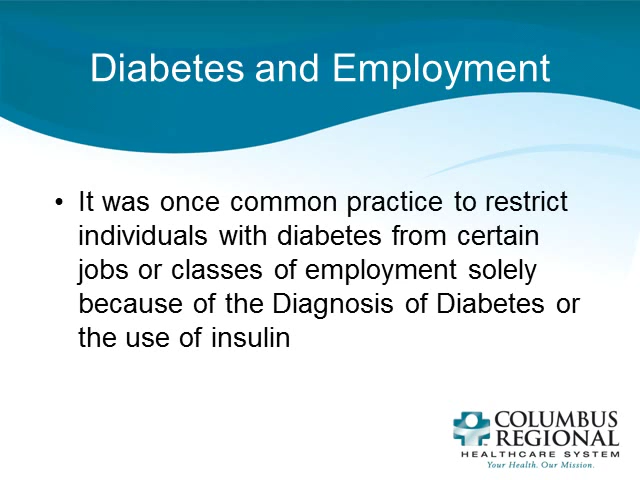 Diabetes and Employment
• It was once common practice to restrict
individuals with diabetes from certain
jobs or classes of employment solely
because of the Diagnosis of Diabetes or
the use of insulin
COLUMBUS
REGIONAL
HEALTHCARE SYSTEM
Your Health. Our Mission.